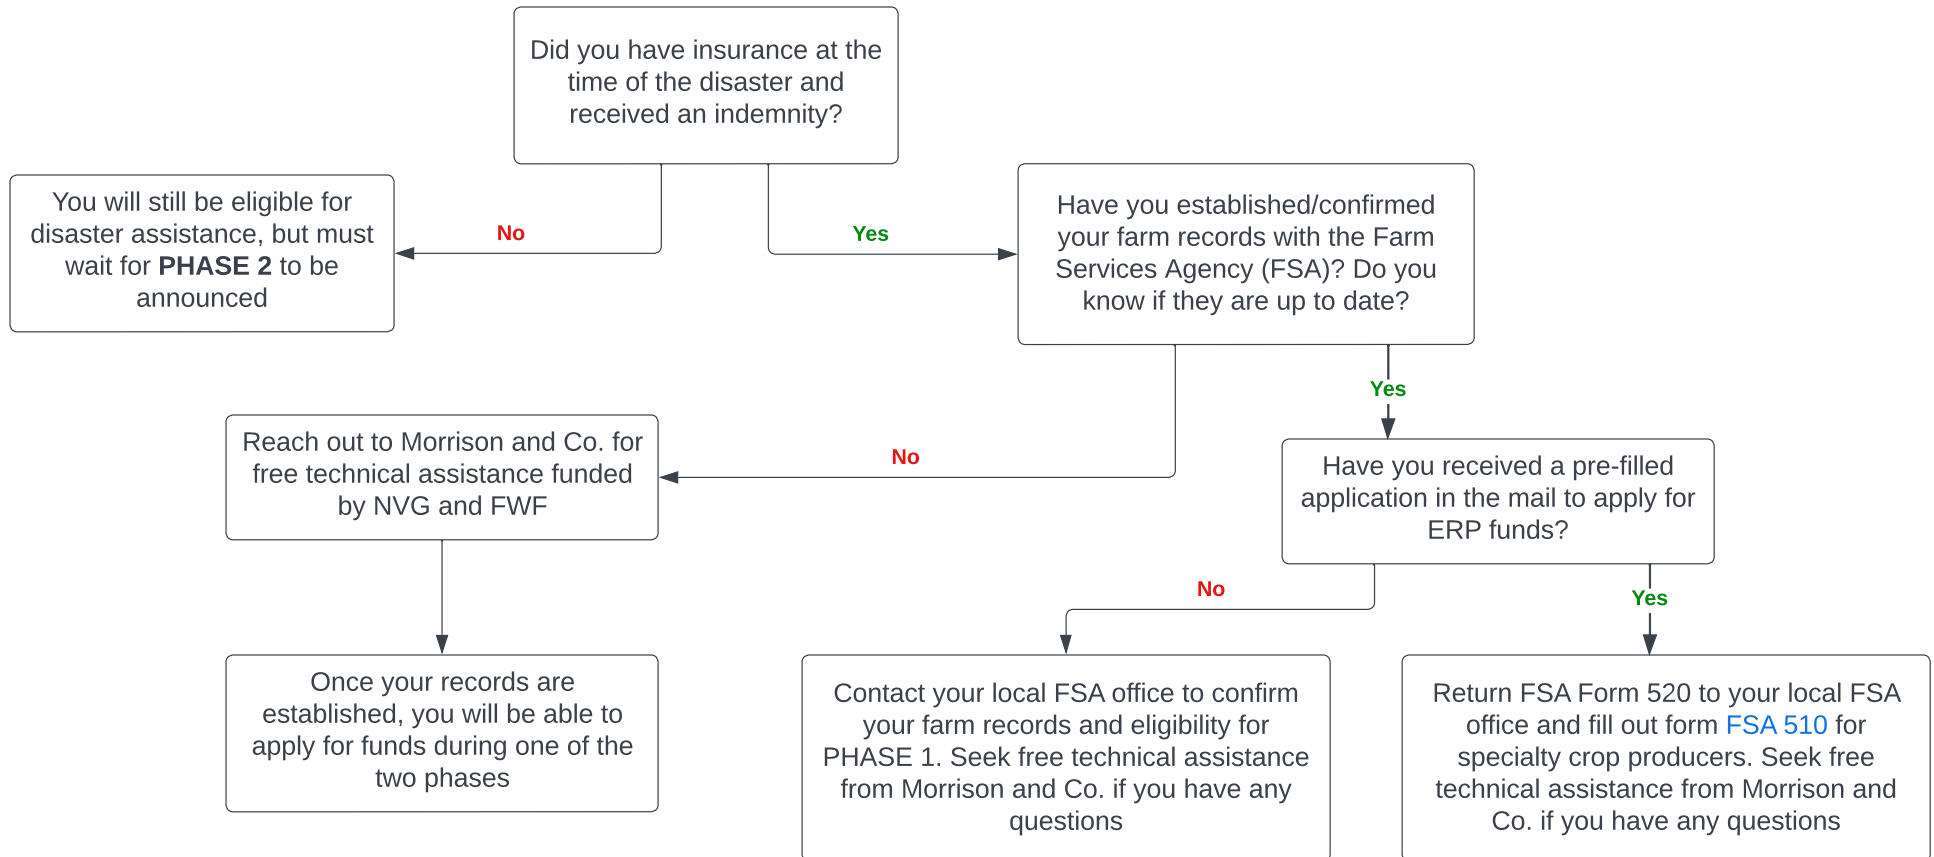 Did you have insurance at the
time of the disaster and
received an indemnity?
You will still be eligible for
disaster assistance, but must
wait for PHASE 2 to be
announced
No
Yes
Have you established/confirmed
your farm records with the Farm
Services Agency (FSA)? Do you
know if they are up to date?
Yes
Reach out to Morrison and Co. for
free technical assistance funded
by NVG and FWF
No
Have you received a pre-filled
application in the mail to apply for
ERP funds?
No
Yes
Once your records are
established, you will be able to
apply for funds during one of the
two phases
Contact your local FSA office to confirm
your farm records and eligibility for
PHASE 1. Seek free technical assistance
from Morrison and Co. if you have any
questions
Return FSA Form 520 to your local FSA
office and fill out form FSA 510 for
specialty crop producers. Seek free
technical assistance from Morrison and
Co. if you have any questions